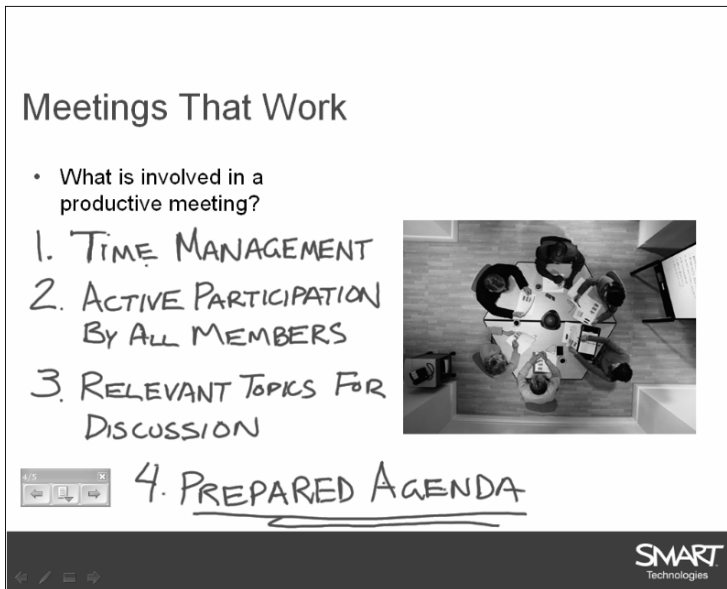 Meetings That Work
• What is involved in a
productive meeting?
1. TIME MANAGEMENT
2. ACTIVE PARTICIPATION
BY ALL MEMBERS
3. RELEVANT TOPICS FOR
DISCUSSION
4/5
4. PREPARED AGENDA
SMART
Technologies